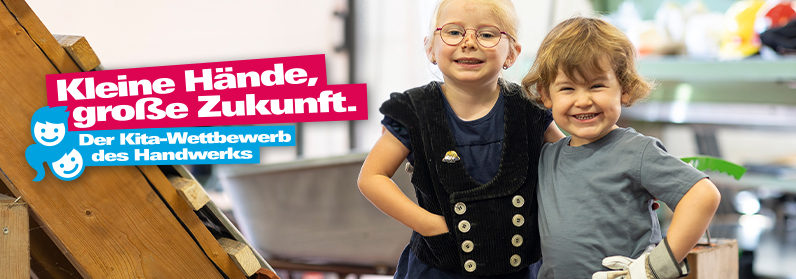 Kleine Hände,
große Zukunft.
Der Kita-Wettbewerb
des Handwerks